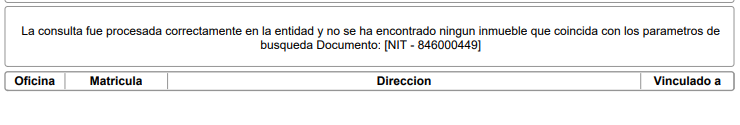 La consulta fue procesada correctamente en la entidad y no se ha encontrado ningun inmueble que coincida con los parametros de
busqueda Documento: [NIT - 846000449]
Oficina Matricula Direccion Vinculado a